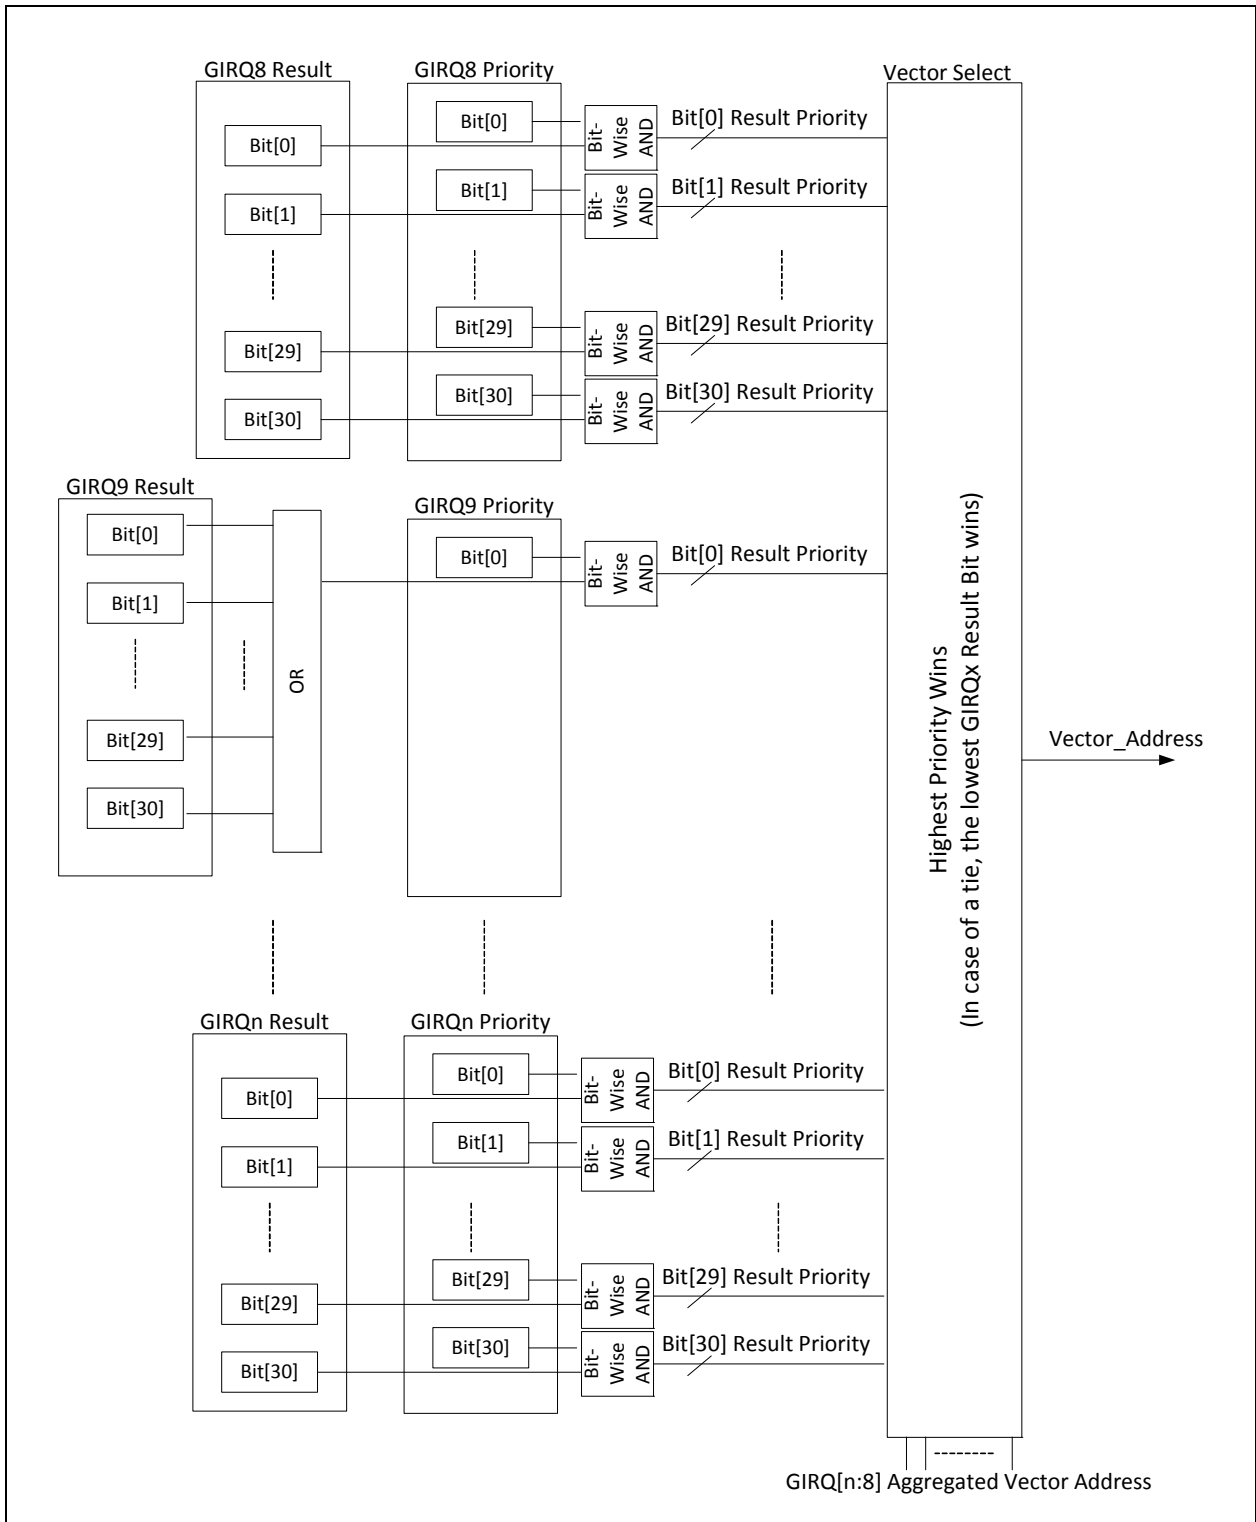 GIRQ8 Result
GIRQ8 Priority
Vector Select
Bit[0]
Bit[0]
Bit-
Wise
AND
Bit[0] Result Priority
Bit[1]
Bit[1]
Bit-
Wise
AND
Bit[1] Result Priority
Bit[29]
Bit[29]
Bit-
Wise
AND
Bit[29] Result Priority
Bit[30]
Bit[30]
Bit-
Wise
AND
Bit[30] Result Priority
GIRQ9 Result
GIRQ9 Priority
Bit[0]
Bit[1]
Bit[29]
Bit[30]
OR
Bit[0]
Bit-
Wise
AND
Bit[0] Result Priority
Highest Priority Wins
(In case of a tie, the lowest GIRQx Result Bit wins)
Vector_Address
GIRQn Result
GIRQn Priority
Bit[0]
Bit[0]
Bit-
Wise
AND
Bit[0] Result Priority
Bit[1]
Bit[1]
Bit-
Wise
AND
Bit[1] Result Priority
Bit[29]
Bit[29]
Bit-
Wise
AND
Bit[29] Result Priority
Bit[30]
Bit[30]
Bit-
Wise
AND
Bit[30] Result Priority
GIRQ[n:8] Aggregated Vector Address